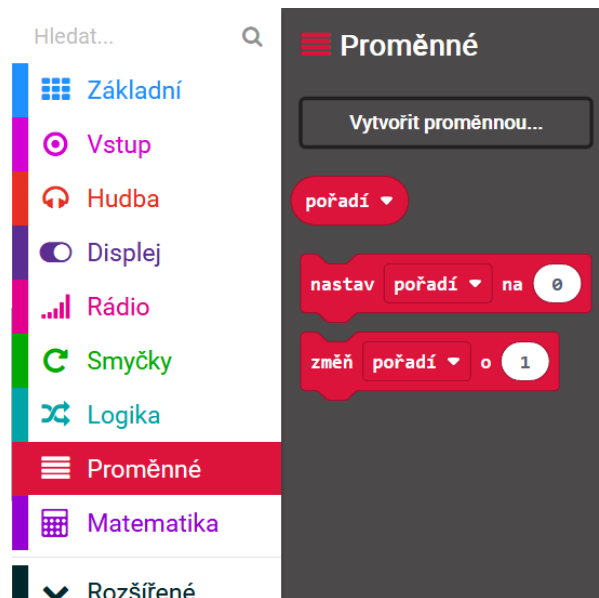 Hledat...
Základní
Vstup
Hudba
Displej
Rádio
Smyčky
Logika
Proměnné
Matematika
Rozšířené
Proměnné
Vytvořit proměnnou...
pořadí
nastav pořadí na 0
změň pořadí o 1